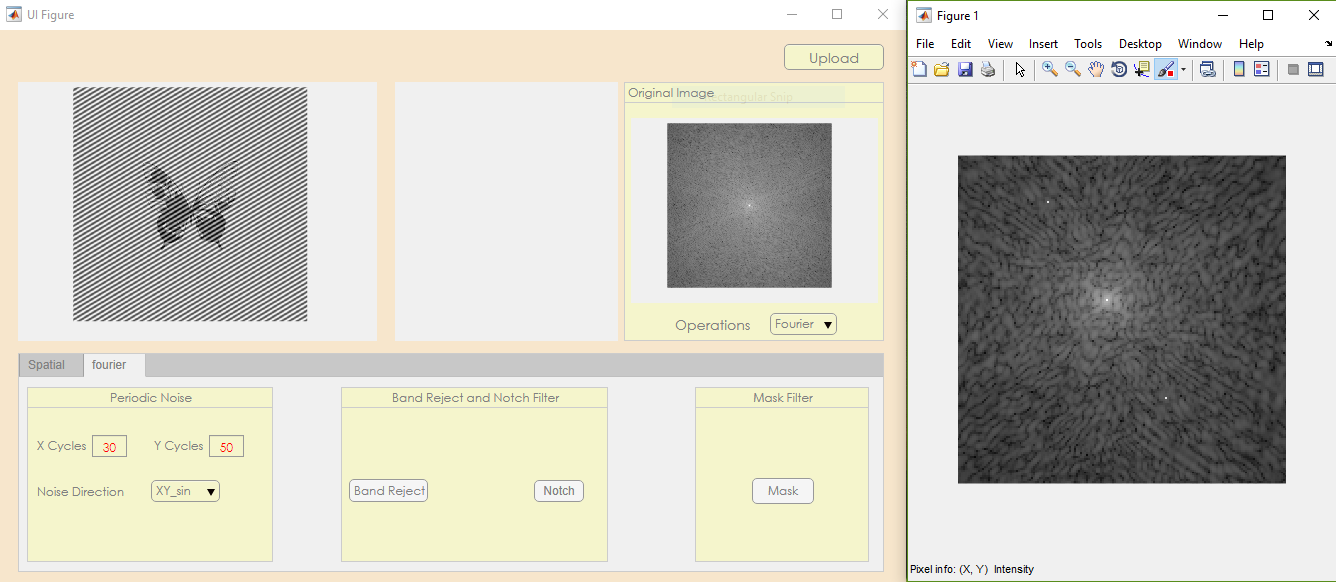 UI Figure
Upload
Original Image
Rectangular Snip
Operations
Fourier
Spatial
fourier
Periodic Noise
X Cycles
30
Y Cycles
50
Noise Direction
XY_sin
Band Reject and Notch Filter
Band Reject
Notch
Mask Filter
Mask
Figure 1
File Edit View Insert Tools Desktop Window Help
Pixel info: (X, Y) Intensity